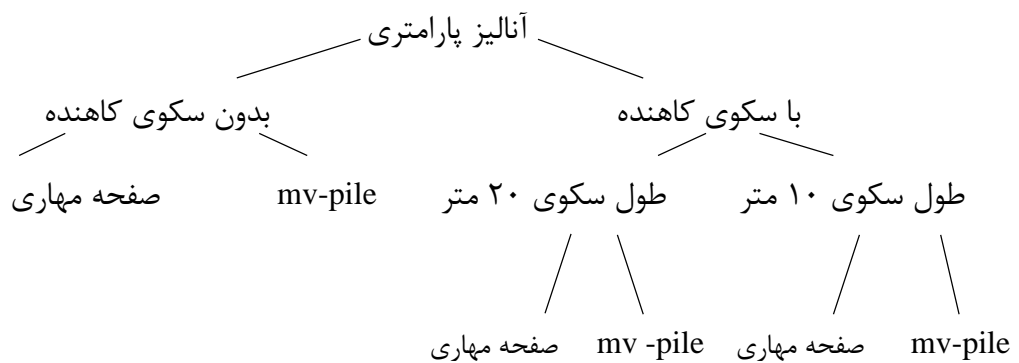 آنالیز پارامتری
با سکوی کاهنده
بدون سکوی کاهنده
طول سکوی ۱۰ متر
طول سکوی ۲۰ متر
mv-pile
صفحه مهاری
mv-pile
صفحه مهاری
mv -pile
صفحه مهاری